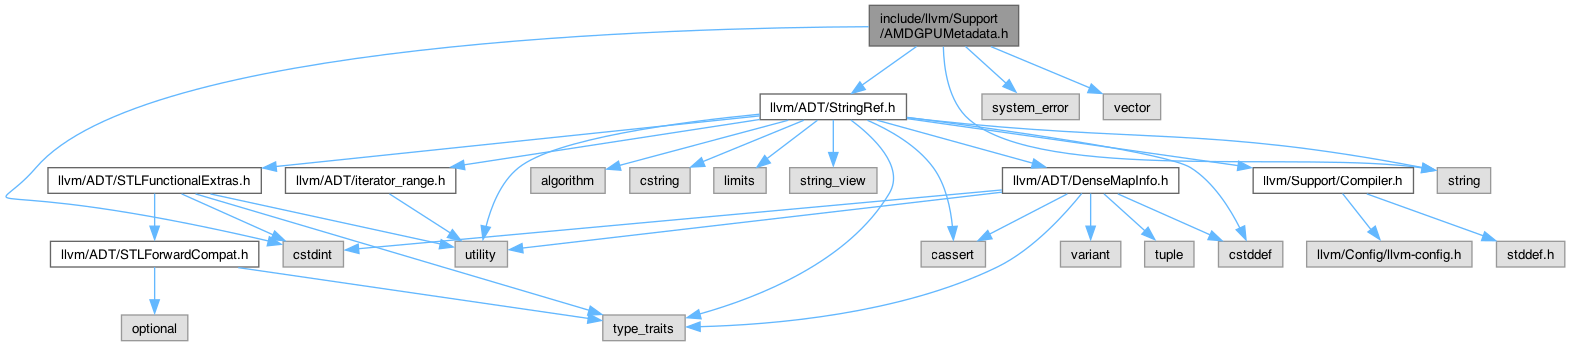 include/llvm/Support
/AMDGPUMetadata.h
llvm/ADT/StringRef.h
system_error
vector
llvm/ADT/STLFunctionalExtras.h
llvm/ADT/iterator_range.h
algorithm
cstring
limits
string_view
llvm/ADT/DenseMapInfo.h
llvm/Support/Compiler.h
string
llvm/ADT/STLForwardCompat.h
cstdint
utility
cassert
variant
tuple
cstddef
llvm/Config/llvm-config.h
stddef.h
optional
type_traits